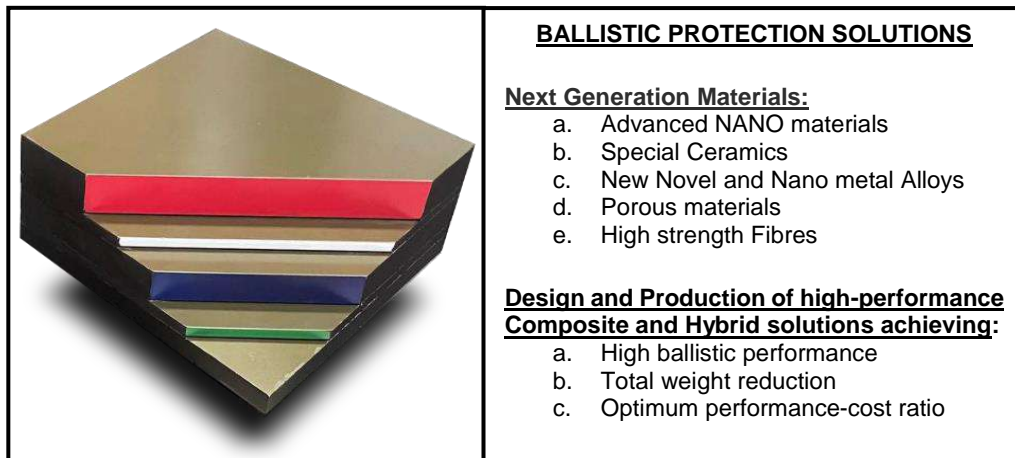 BALLISTIC PROTECTION SOLUTIONS
Next Generation Materials:
a. Advanced NANO materials
b. Special Ceramics
c. New Novel and Nano metal Alloys
d. Porous materials
e. High strength Fibres
Design and Production of high-performance
Composite and Hybrid solutions achieving:
a. High ballistic performance
b. Total weight reduction
c. Optimum performance-cost ratio